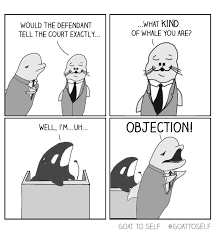 WOULD THE DEFENDANT
TELL THE COURT EXACTLY...
...WHAT KIND
OF WHALE YOU ARE?
WELL, I'M...UH...
OBJECTION!
GOAT TO SELF @GOATTOSELF